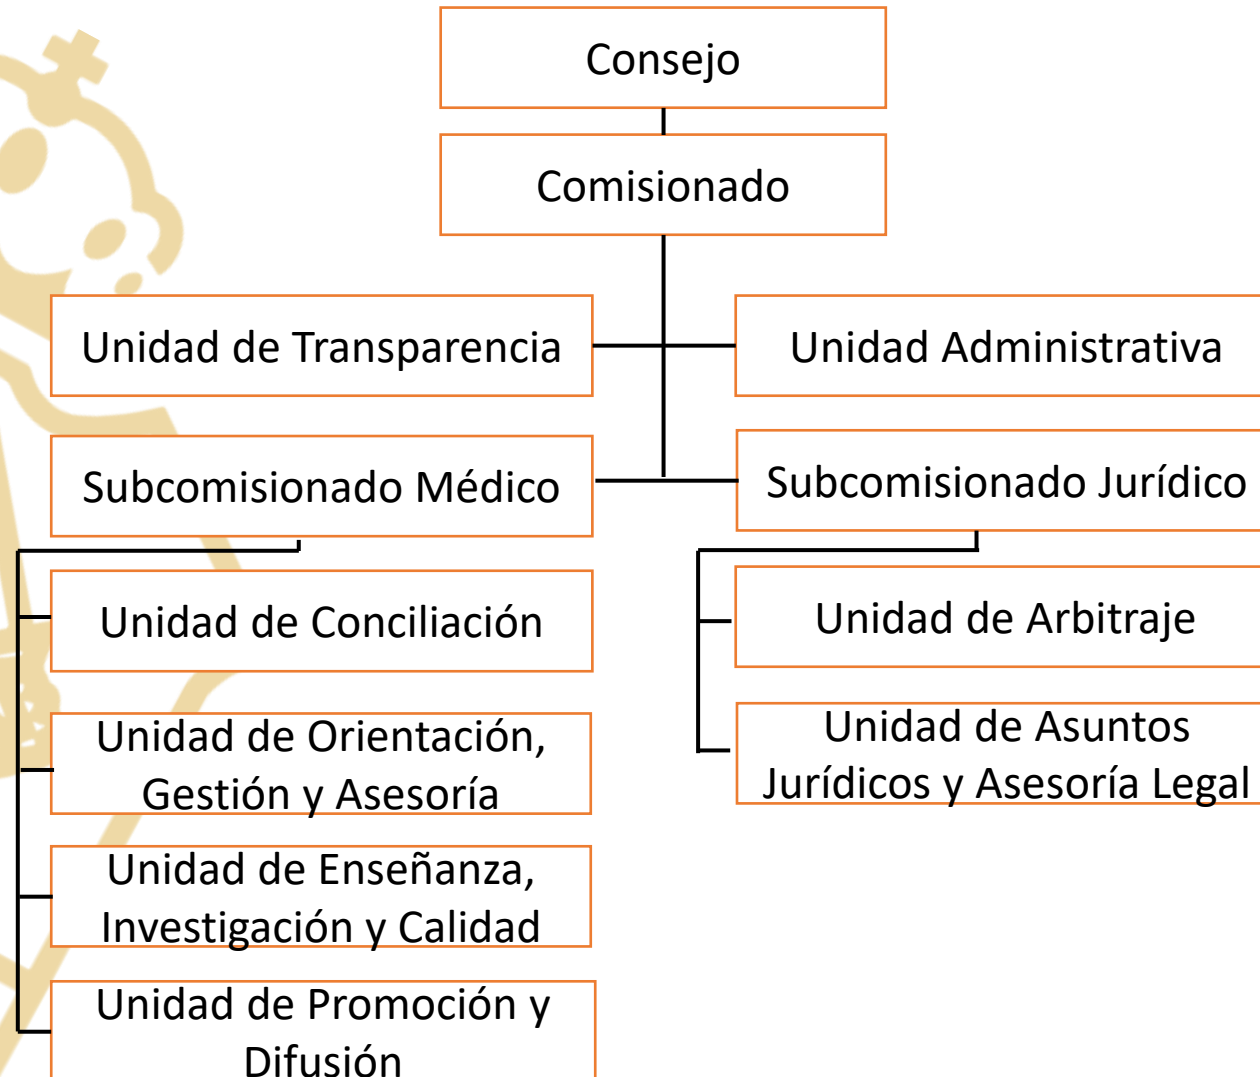 Consejo
Comisionado
Unidad de Transparencia
Unidad Administrativa
Subcomisionado Médico
Subcomisionado Jurídico
Unidad de Conciliación
Unidad de Arbitraje
Unidad de Orientación,
Gestión y Asesoría
Unidad de Asuntos
Jurídicos y Asesoría Legal
Unidad de Enseñanza,
Investigación y Calidad
Unidad de Promoción y
Difusión